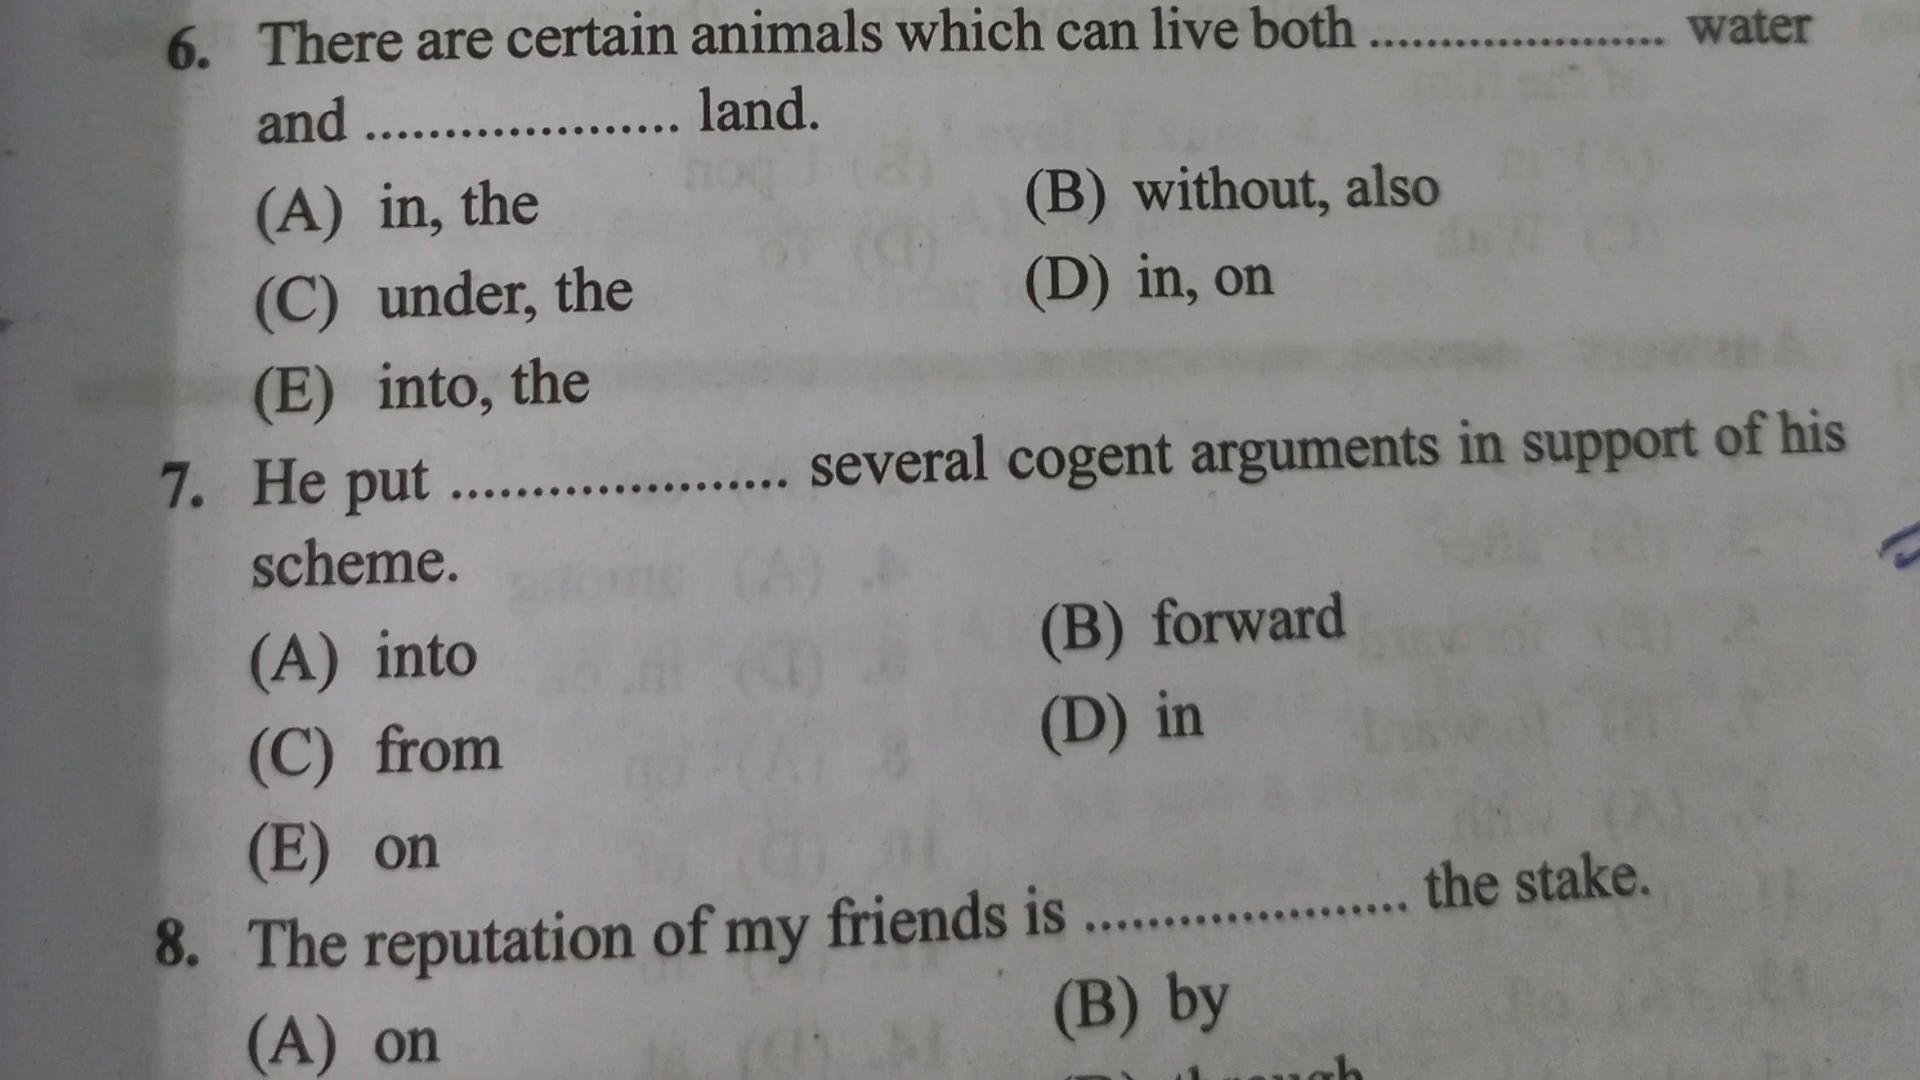 6. There are certain animals which can live both ..................... water
and .................... land.
(A) in, the (B) without, also
(C) under, the (D) in, on
(E) into, the
7. He put ..................... several cogent arguments in support of his
scheme.
(A) into (B) forward
(C) from (D) in
(E) on
8. The reputation of my friends is ..................... the stake.
(A) on (B) by
through